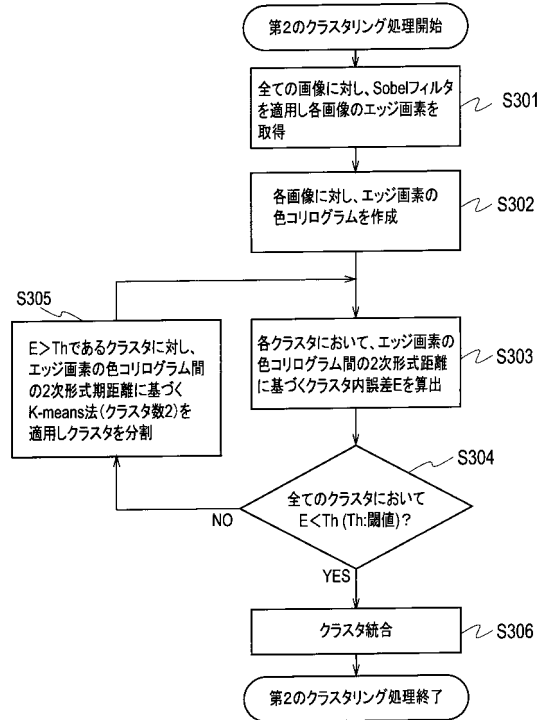 第2のクラスタリング処理開始
全ての画像に対し、Sobelフィルタ
を適用し各画像のエッジ画素を
取得
S301
各画像に対し、エッジ画素の
色コリログラムを作成
S302
S305
E>Thであるクラスタに対し、
エッジ画素の色コリログラム間
の2次形式期距離に基づく
K-means法(クラスタ数2)を
適用しクラスタを分割
各クラスタにおいて、エッジ画素の
色コリログラム間の2次形式距離
に基づくクラスタ内誤差Eを算出
S303
S304
全てのクラスタにおいて
E<Th (Th:閾値)?
NO
YES
クラスタ統合
S306
第2のクラスタリング処理終了